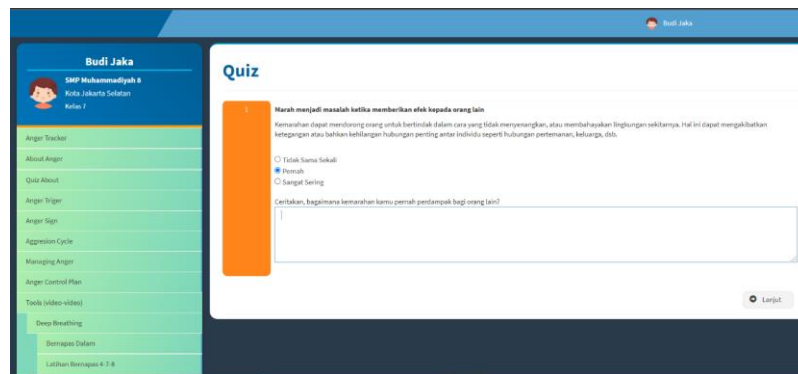 Budi Jaka
Budi Jaka
SMP Muhammadiyah 8
Kota Jakarta Selatan
Kelas 7
Anger Tracker
About Anger
Quiz About
Anger Triger
Anger Sign
Aggresion Cycle
Managing Anger
Anger Control Plan
Tools (video-video)
Deep Breathing
Bernapas Dalam
Latihan Bernapas 4-7-8
Quiz
1
Marah menjadi masalah ketika memberikan efek kepada orang lain
Kemarahan dapat mendorong orang untuk bertindak dalam cara yang tidak menyenangkan, atau membahayakan lingkungan sekitarnya. Hal ini dapat mengakibatkan
ketegangan atau bahkan kehilangan hubungan penting antar individu seperti hubungan pertemanan, keluarga, dsb.
Tidak Sama Sekali
Pernah
Sangat Sering
Ceritakan, bagaimana kemarahan kamu pernah perdampak bagi orang lain?
Lanjut